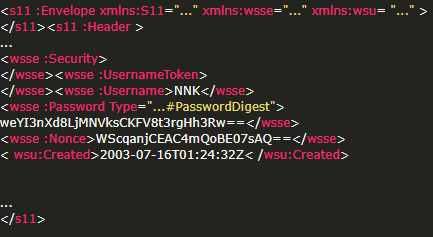 <s11 :Envelope xmlns:S11="..." xmlns:wsse="..." xmlns:wsu= "..." >
</s11><s11 :Header >
...
<wsse :Security>
</wsse><wsse :UsernameToken>
</wsse><wsse :Username>NNK</wsse>
<wsse :Password Type="...#PasswordDigest">
weYI3nXd8LjMNVksCKFV8t3rgHh3Rw==</wsse>
<wsse :Nonce>WScqanjCEAC4mQoBE07sAQ==</wsse>
< wsu:Created>2003-07-16T01:24:32Z< /wsu:Created>
...
</s11>